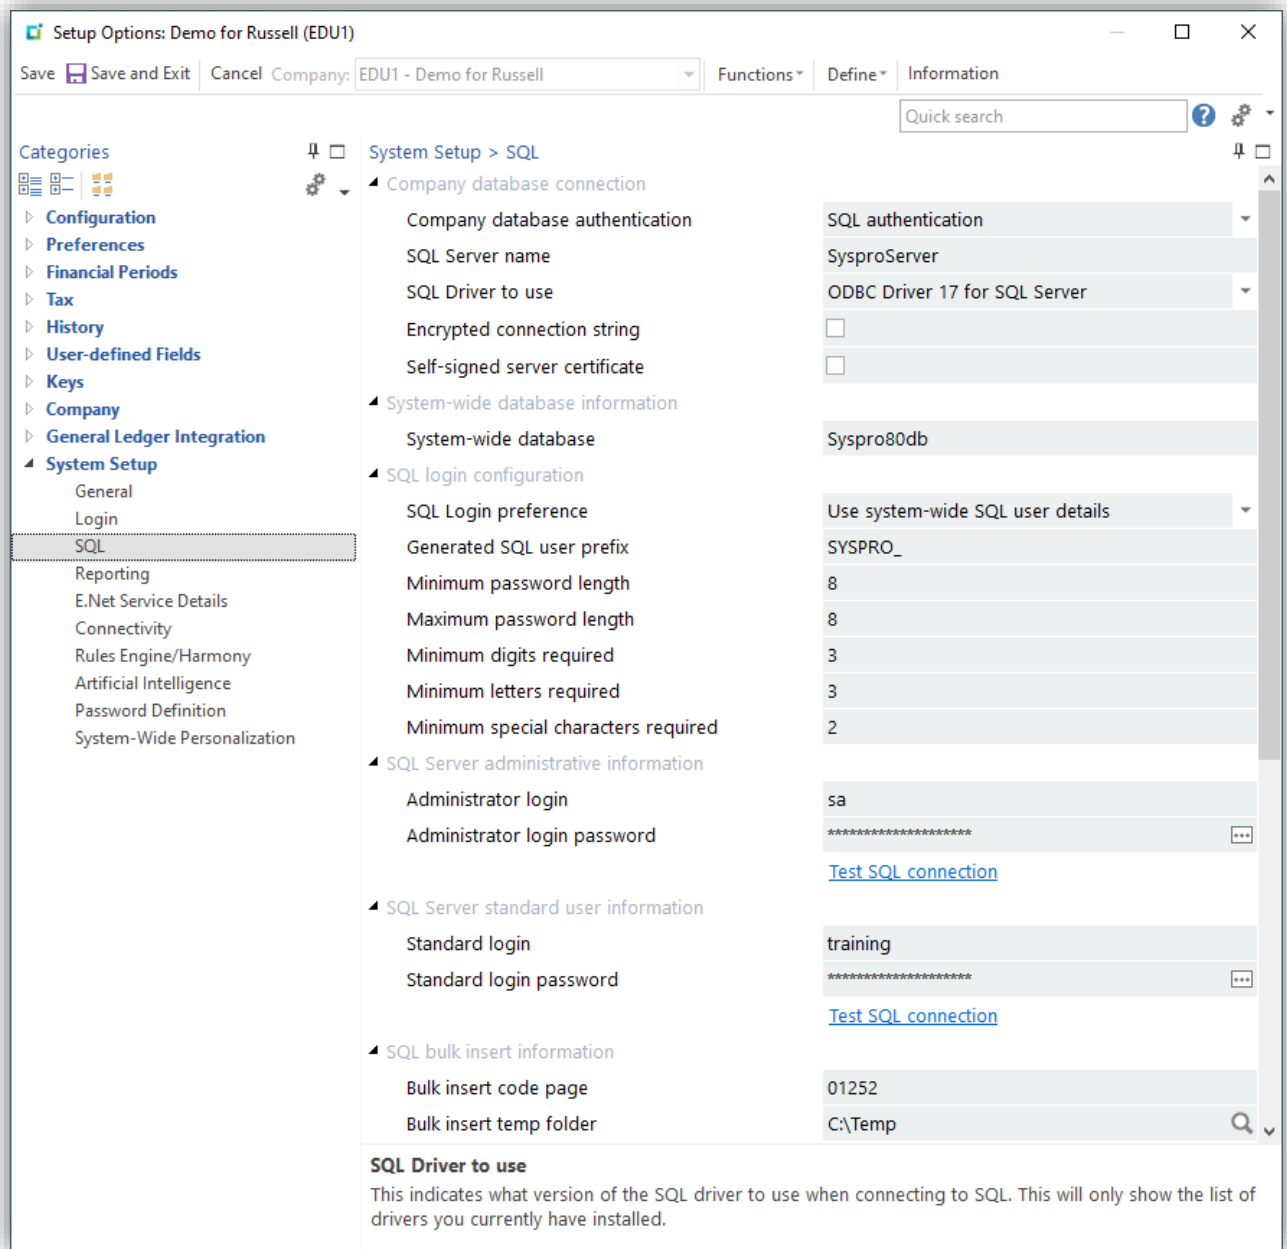 Setup Options: Demo for Russell (EDU1)
Save Save and Exit Cancel Company: EDU1 - Demo for Russell Functions Define Information
Quick search
Categories
Configuration
Preferences
Financial Periods
Tax
History
User-defined Fields
Keys
Company
General Ledger Integration
System Setup
General
Login
SQL
Reporting
E.Net Service Details
Connectivity
Rules Engine/Harmony
Artificial Intelligence
Password Definition
System-Wide Personalization
System Setup > SQL
Company database connection
Company database authentication SQL authentication
SQL Server name SysproServer
SQL Driver to use ODBC Driver 17 for SQL Server
Encrypted connection string
Self-signed server certificate
System-wide database information
System-wide database Syspro80db
SQL login configuration
SQL Login preference Use system-wide SQL user details
Generated SQL user prefix SYSPRO_
Minimum password length 8
Maximum password length 8
Minimum digits required 3
Minimum letters required 3
Minimum special characters required 2
SQL Server administrative information
Administrator login sa
Administrator login password ********************
Test SQL connection
SQL Server standard user information
Standard login training
Standard login password ********************
Test SQL connection
SQL bulk insert information
Bulk insert code page 01252
Bulk insert temp folder C:\Temp
SQL Driver to use
This indicates what version of the SQL driver to use when connecting to SQL. This will only show the list of
drivers you currently have installed.